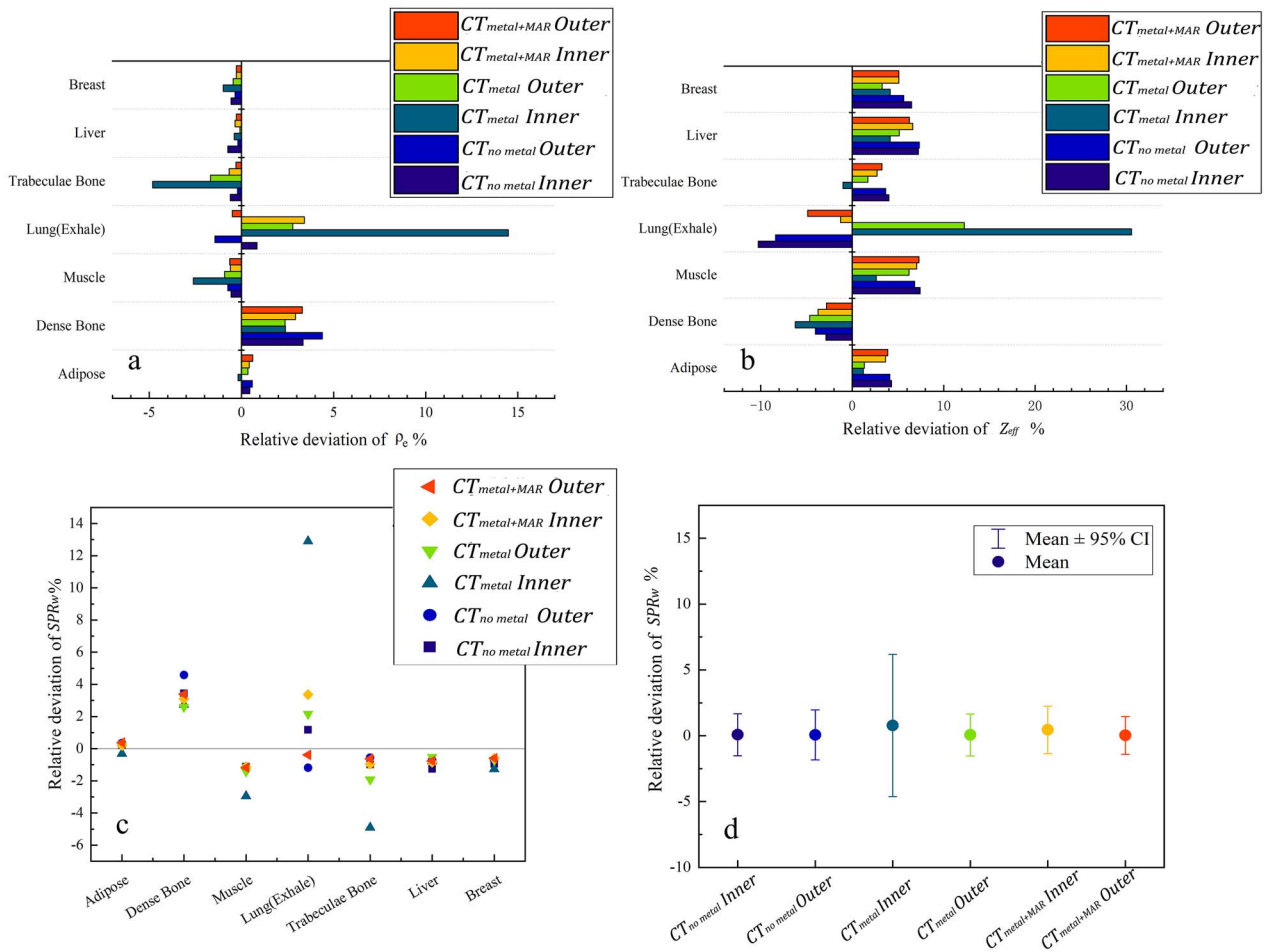 CTmetal+MAR Outer
CTmetal+MAR Inner
CTmetal Outer
CTmetal Inner
CTno metal Outer
CTno metal Inner
Breast
Liver
Trabeculae Bone
Lung(Exhale)
Muscle
Dense Bone
Adipose
a
-5 0 5 10 15
Relative deviation of ρe %
CTmetal+MAR Outer
CTmetal+MAR Inner
CTmetal Outer
CTmetal Inner
CTno metal Outer
CTno metal Inner
Breast
Liver
Trabeculae Bone
Lung(Exhale)
Muscle
Dense Bone
Adipose
b
-10 0 10 20 30
Relative deviation of Zeff %
CTmetal+MAR Outer
CTmetal+MAR Inner
CTmetal Outer
CTmetal Inner
CTno metal Outer
CTno metal Inner
Relative deviation of SPRw%
14
12
10
8
6
4
2
0
-2
-4
-6
c
Adipose
Dense Bone
Muscle
Lung(Exhale)
Trabeculae Bone
Liver
Breast
Mean ± 95% CI
Mean
Relative deviation of SPRw %
15
10
5
0
-5
-10
d
CTno metal Inner
CTno metal Outer
CTmetal Inner
CTmetal Outer
CTmetal+MAR Inner
CTmetal+MAR Outer